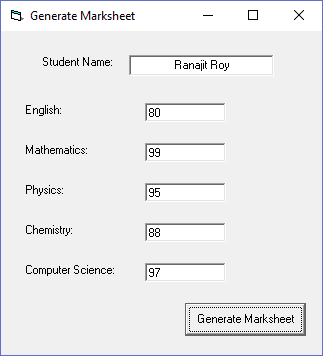 Generate Marksheet
Student Name: Ranajit Roy
English: 80
Mathematics: 99
Physics: 95
Chemistry: 88
Computer Science: 97
Generate Marksheet